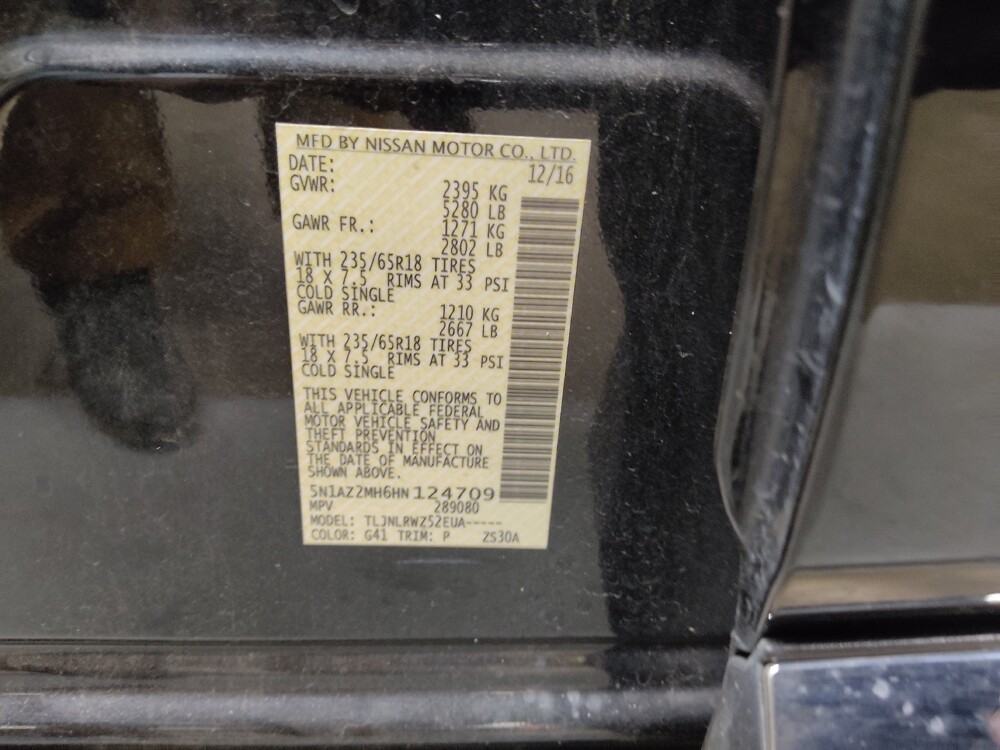 MFD BY NISSAN MOTOR CO., LTD.
DATE: 12/16
GVWR: 2395 KG
5280 LB
GAWR FR.: 1271 KG
2802 LB
WITH 235/65R18 TIRES
18 X 7.5 RIMS AT 33 PSI
COLD SINGLE
GAWR RR.: 1210 KG
2667 LB
WITH 235/65R18 TIRES
18 X 7.5 RIMS AT 33 PSI
COLD SINGLE
THIS VEHICLE CONFORMS TO
ALL APPLICABLE FEDERAL
MOTOR VEHICLE SAFETY AND
THEFT PREVENTION
STANDARDS IN EFFECT ON
THE DATE OF MANUFACTURE
SHOWN ABOVE.
5N1AZ2MH6HN124709
MPV 289080
MODEL: TLJNLRWZ52EUA-----
COLOR: G41 TRIM: P ZS30A